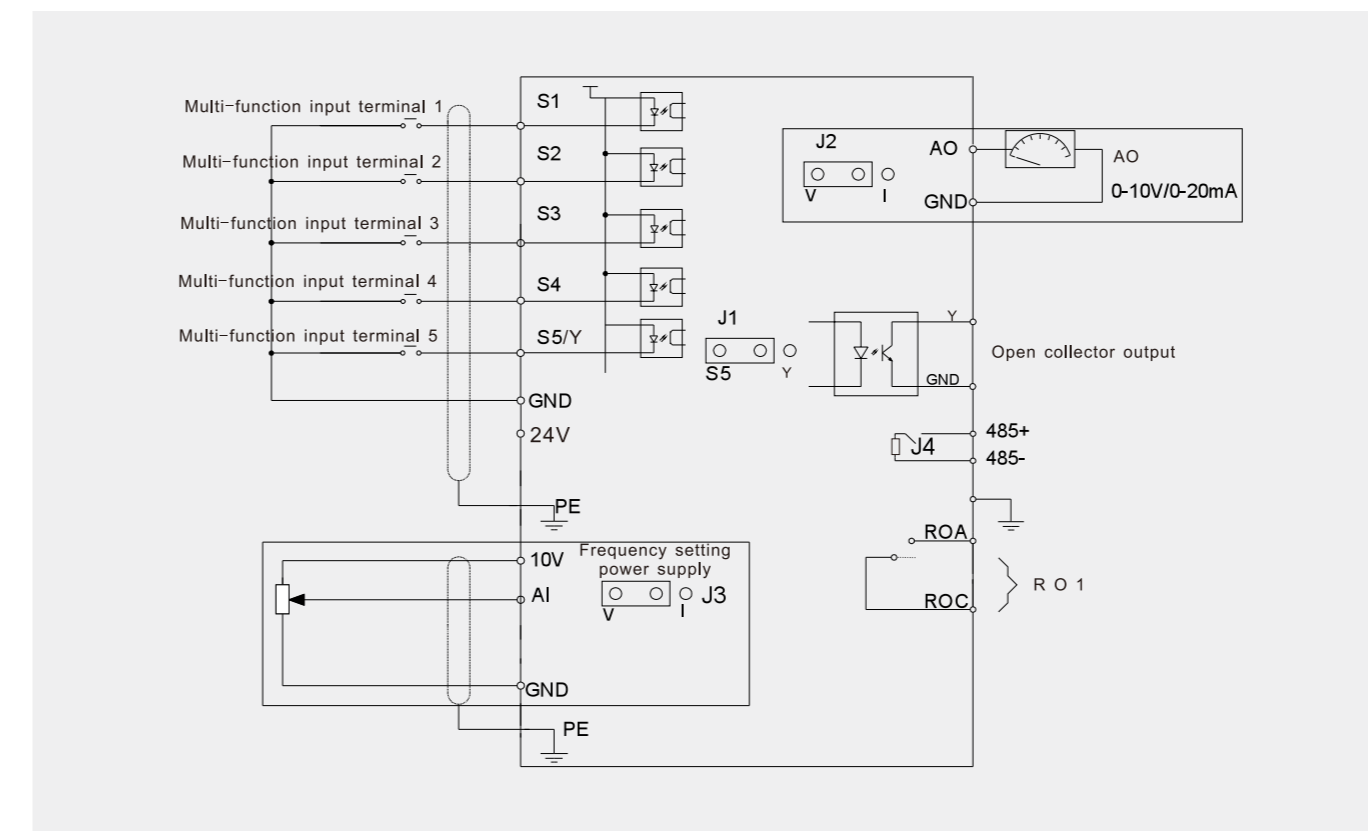 Multi-function input terminal 1
S1
Multi-function input terminal 2
S2
Multi-function input terminal 3
S3
Multi-function input terminal 4
S4
Multi-function input terminal 5
S5/Y
GND
24V
PE
J2
V
I
AO
GND
AO
0-10V/0-20mA
J1
S5
Y
Y
GND
Open collector output
J4
485+
485-
10V
Frequency setting
power supply
AI
V
I
J3
GND
PE
ROA
ROC
R O 1